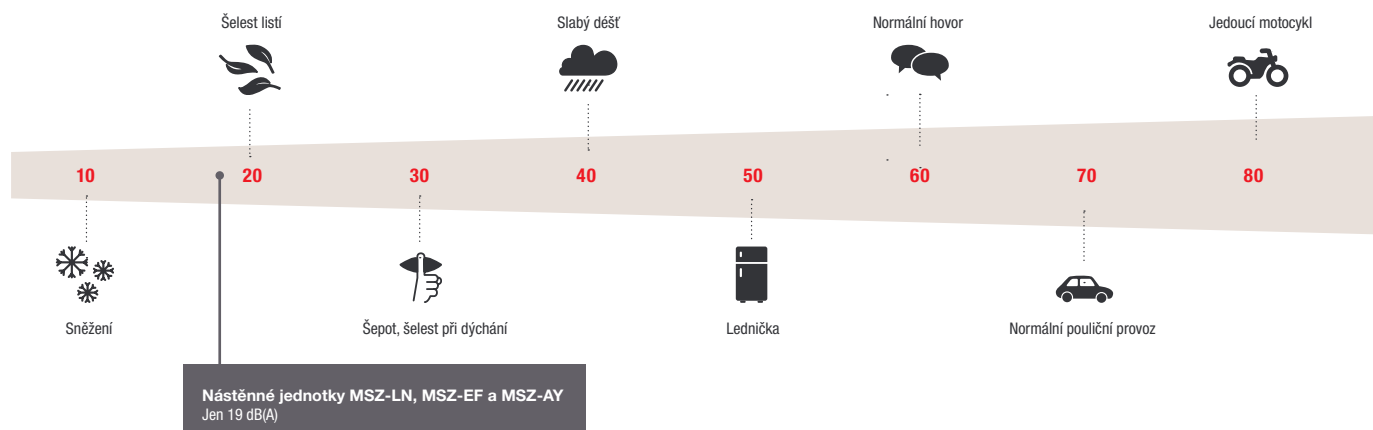 Šelest listí
Slabý déšť
Normální hovor
Jedoucí motocykl
10
20
30
40
50
60
70
80
Sněžení
Šepot, šelest při dýchání
Lednička
Normální pouliční provoz
Nástěnné jednotky MSZ-LN, MSZ-EF a MSZ-AY
Jen 19 dB(A)